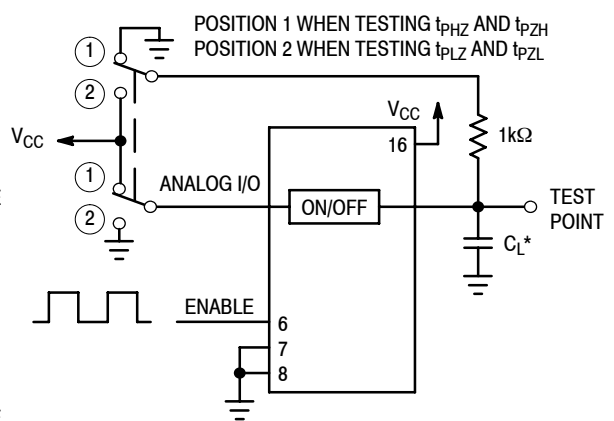 POSITION 1 WHEN TESTING tPHZ AND tPZH
POSITION 2 WHEN TESTING tPLZ AND tPZL
1
2
VCC
VCC
16
1kΩ
1
2
ANALOG I/O
ON/OFF
TEST
POINT
CL*
ENABLE
6
7
8